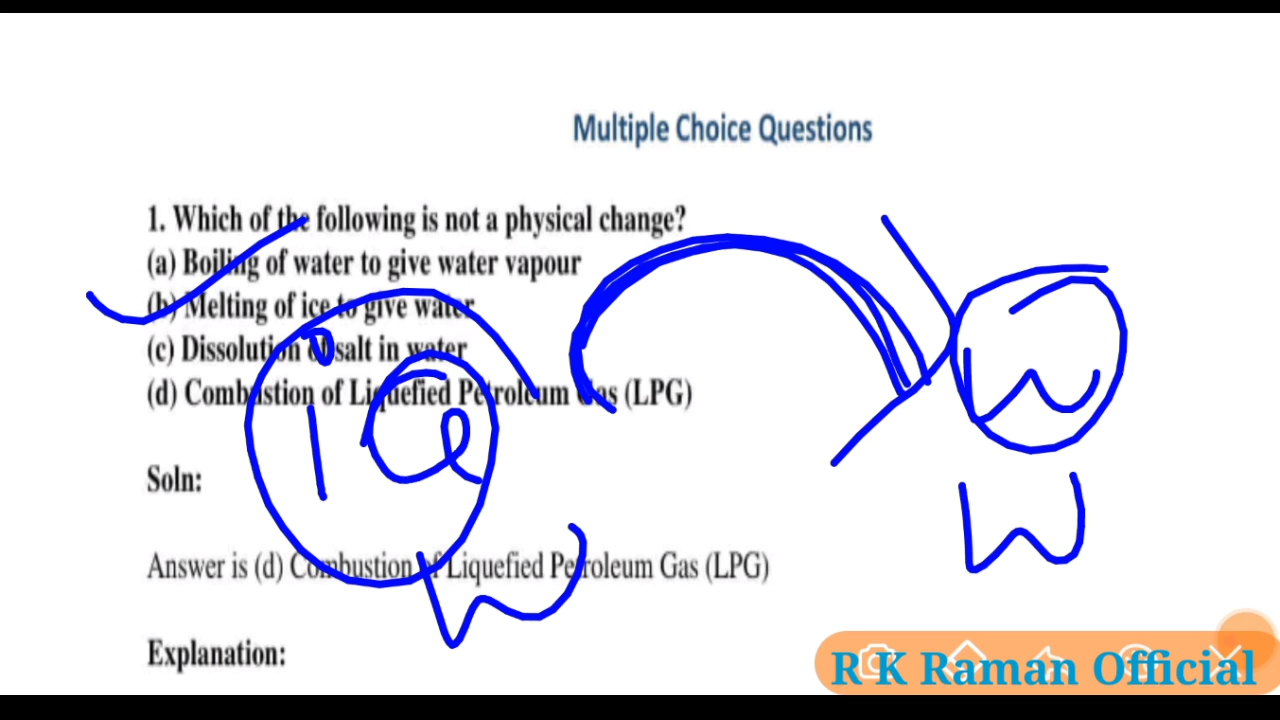 Multiple Choice Questions
1. Which of the following is not a physical change?
(a) Boiling of water to give water vapour
(b) Melting of ice to give water
(c) Dissolution of salt in water
(d) Combustion of Liquefied Petroleum Gas (LPG)
Soln:
Answer is (d) Combustion of Liquefied Petroleum Gas (LPG)
Explanation:
R K Raman Official